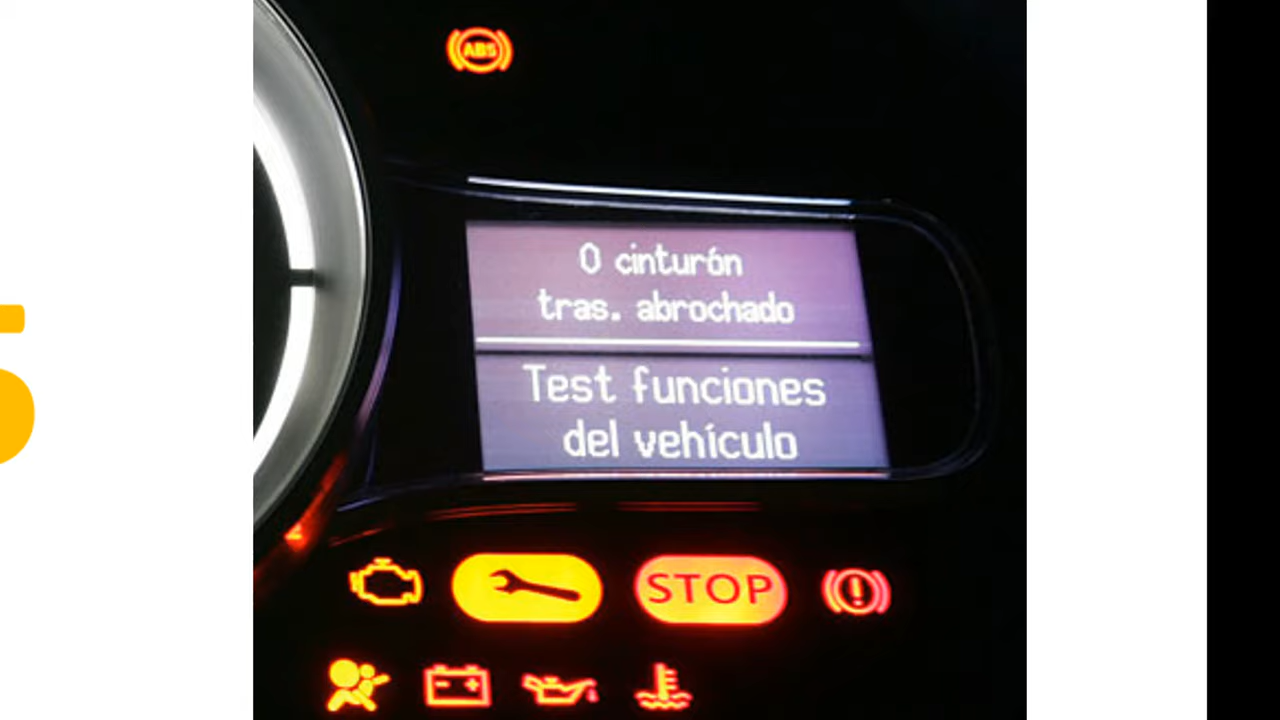 ABS
0 cinturón
tras. abrochado
Test funciones
del vehículo
STOP